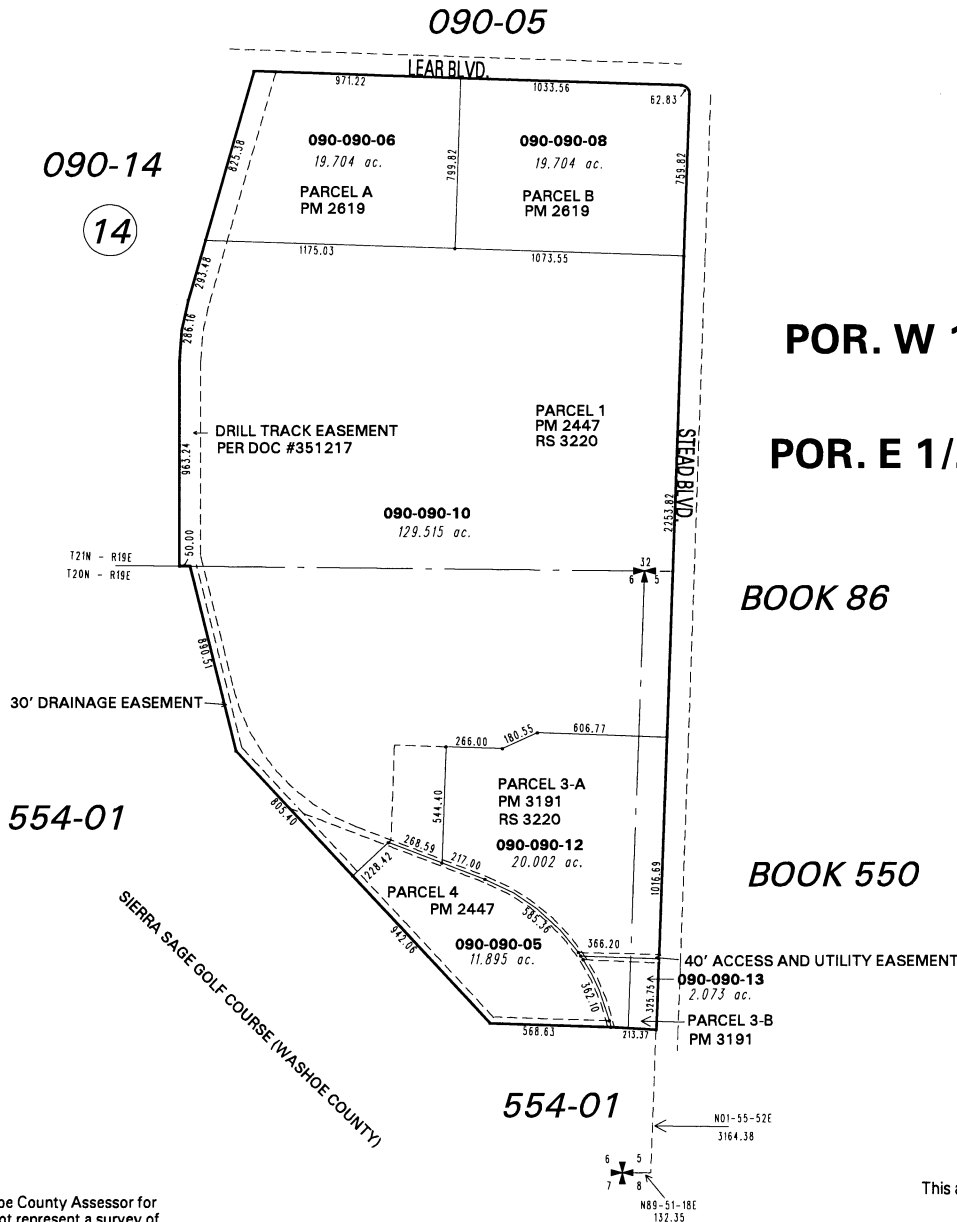 090-05
LEAR BLVD.
971.22
1033.56
62.83
090-14
14
825.38
090-090-06
19.704 ac.
PARCEL A
PM 2619
799.82
090-090-08
19.704 ac.
PARCEL B
PM 2619
759.82
1175.03
1073.55
293.48
286.16
POR. W
POR. E 1/
DRILL TRACK EASEMENT
PER DOC #351217
963.24
PARCEL 1
PM 2447
RS 3220
STEAD BLVD.
2253.82
090-090-10
129.515 ac.
50.00
T21N - R19E
T20N - R19E
32
6 5
BOOK 86
890.51
30' DRAINAGE EASEMENT
266.00
180.55
606.77
544.40
PARCEL 3-A
PM 3191
RS 3220
090-090-12
20.002 ac.
554-01
805.40
268.59
217.00
1228.42
585.36
1016.69
BOOK 550
PARCEL 4
PM 2447
090-090-05
11.895 ac.
942.06
366.20
40' ACCESS AND UTILITY EASEMENT
090-090-13
2.073 ac.
362.10
325.75
PARCEL 3-B
PM 3191
568.63
213.37
SIERRA SAGE GOLF COURSE (WASHOE COUNTY)
554-01
N01-55-52E
3164.38
6 5
7 8
N89-51-18E
132.35
County Assessor for
not represent a survey of
This